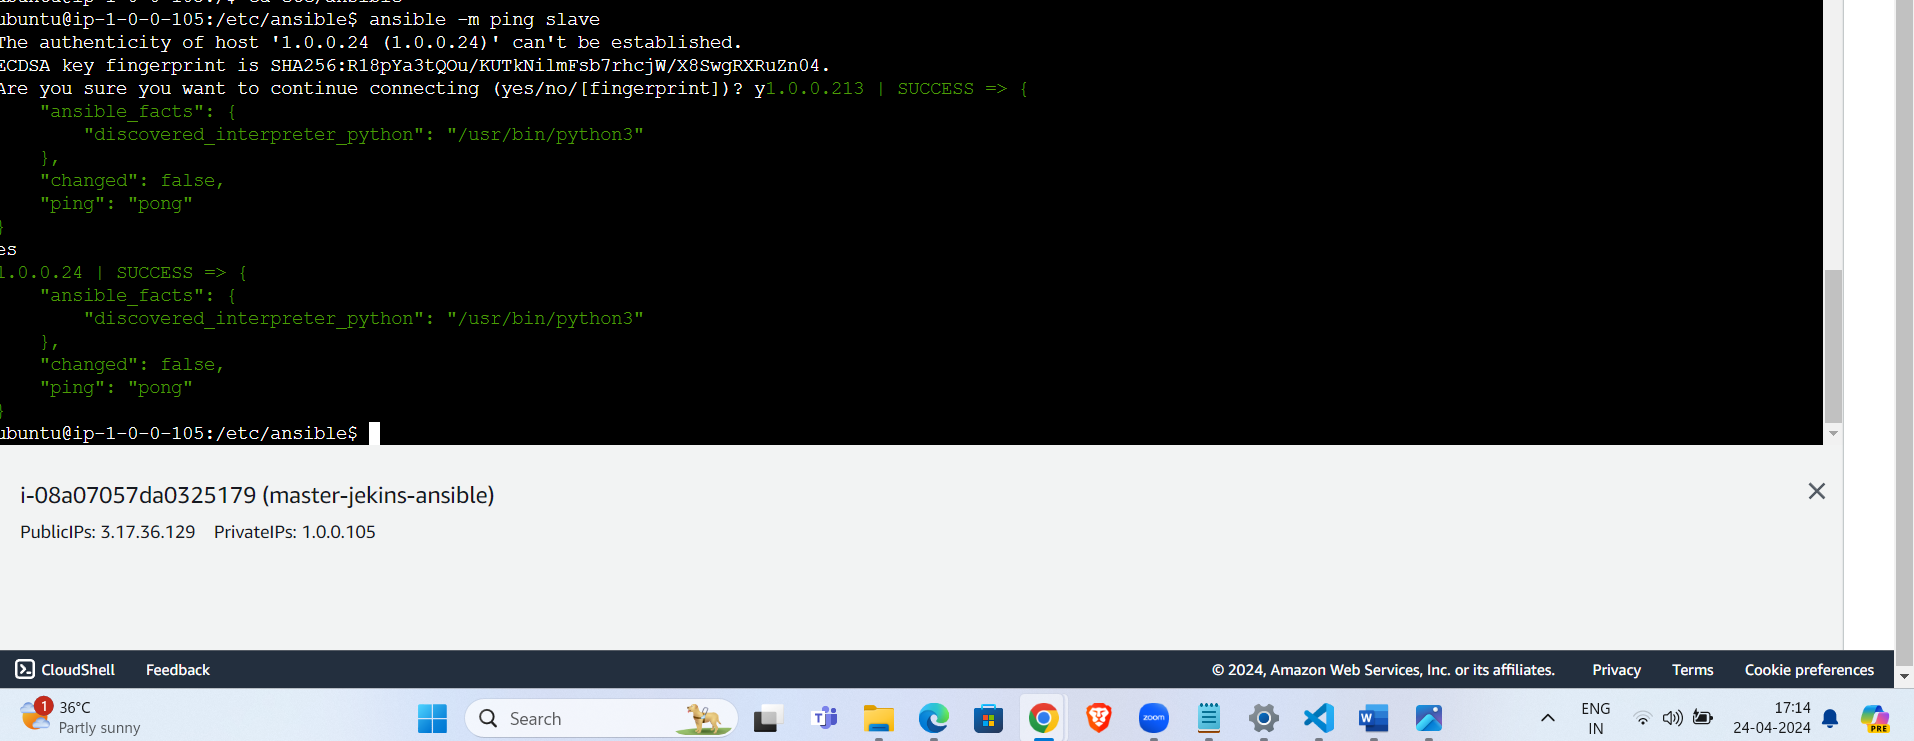 ubuntu@ip-1-0-0-105:/etc/ansible$ ansible -m ping slave
The authenticity of host '1.0.0.24 (1.0.0.24)' can't be established.
ECDSA key fingerprint is SHA256:R18pYa3tQOu/KUTkNilmFsb7rhcjW/X8SwgRXRuZn04.
Are you sure you want to continue connecting (yes/no/[fingerprint])? y1.0.0.213 | SUCCESS => {
    "ansible_facts": {
        "discovered_interpreter_python": "/usr/bin/python3"
    },
    "changed": false,
    "ping": "pong"
}
es
1.0.0.24 | SUCCESS => {
    "ansible_facts": {
        "discovered_interpreter_python": "/usr/bin/python3"
    },
    "changed": false,
    "ping": "pong"
}
ubuntu@ip-1-0-0-105:/etc/ansible$
i-08a07057da0325179 (master-jekins-ansible)
PublicIPs: 3.17.36.129 PrivateIPs: 1.0.0.105
CloudShell Feedback © 2024, Amazon Web Services, Inc. or its affiliates. Privacy Terms Cookie preferences
1 36°C
Partly sunny
Search
zoom
ENG
IN
17:14
24-04-2024
PRE